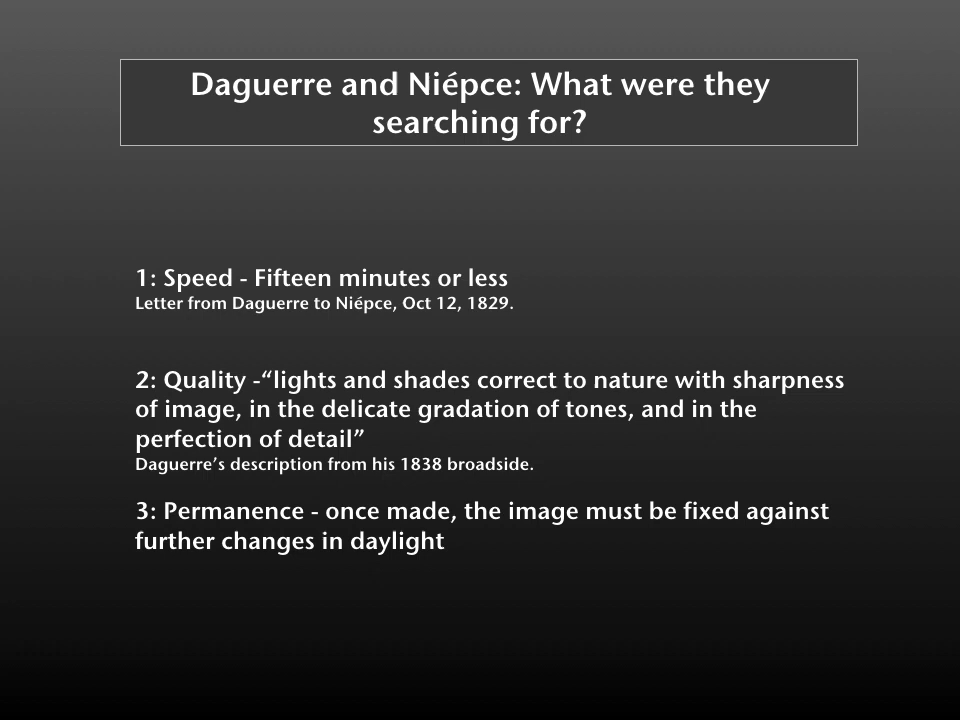 Daguerre and Niépce: What were they
searching for?
1: Speed - Fifteen minutes or less
Letter from Daguerre to Niépce, Oct 12, 1829.
2: Quality -“lights and shades correct to nature with sharpness
of image, in the delicate gradation of tones, and in the
perfection of detail”
Daguerre’s description from his 1838 broadside.
3: Permanence - once made, the image must be fixed against
further changes in daylight